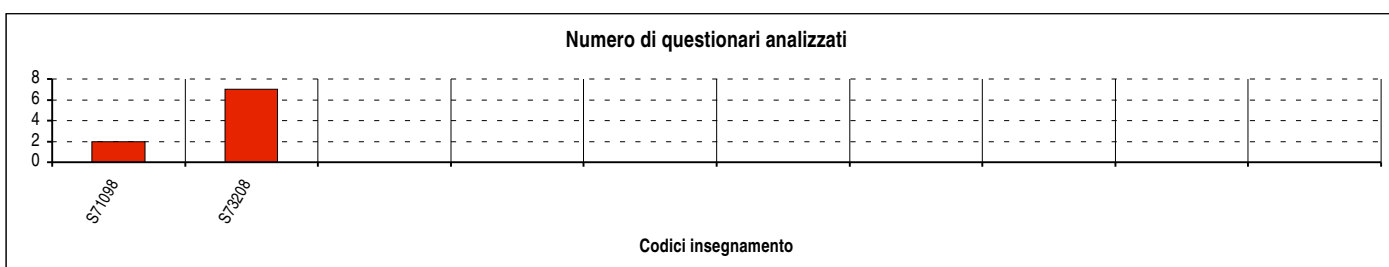 Numero di questionari analizzati
8
6
4
2
0
S71098
S73208
Codici insegnamento